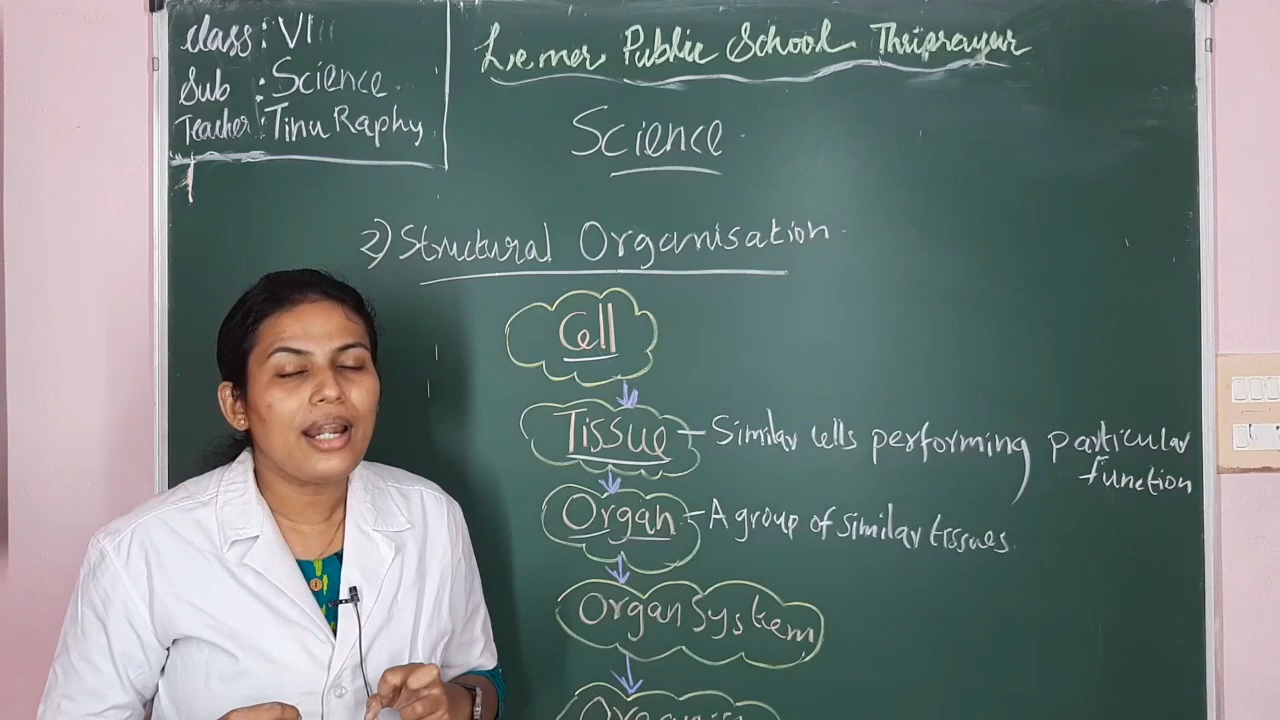 Class : VI
Sub : Science.
Teacher : Tinu Raphy
Lemer Public School Thriprayar
Science
2) Structural Organisation
Cell
Tissue - Similar cells performing particular
function
Organ - A group of similar tissues.
Organ System